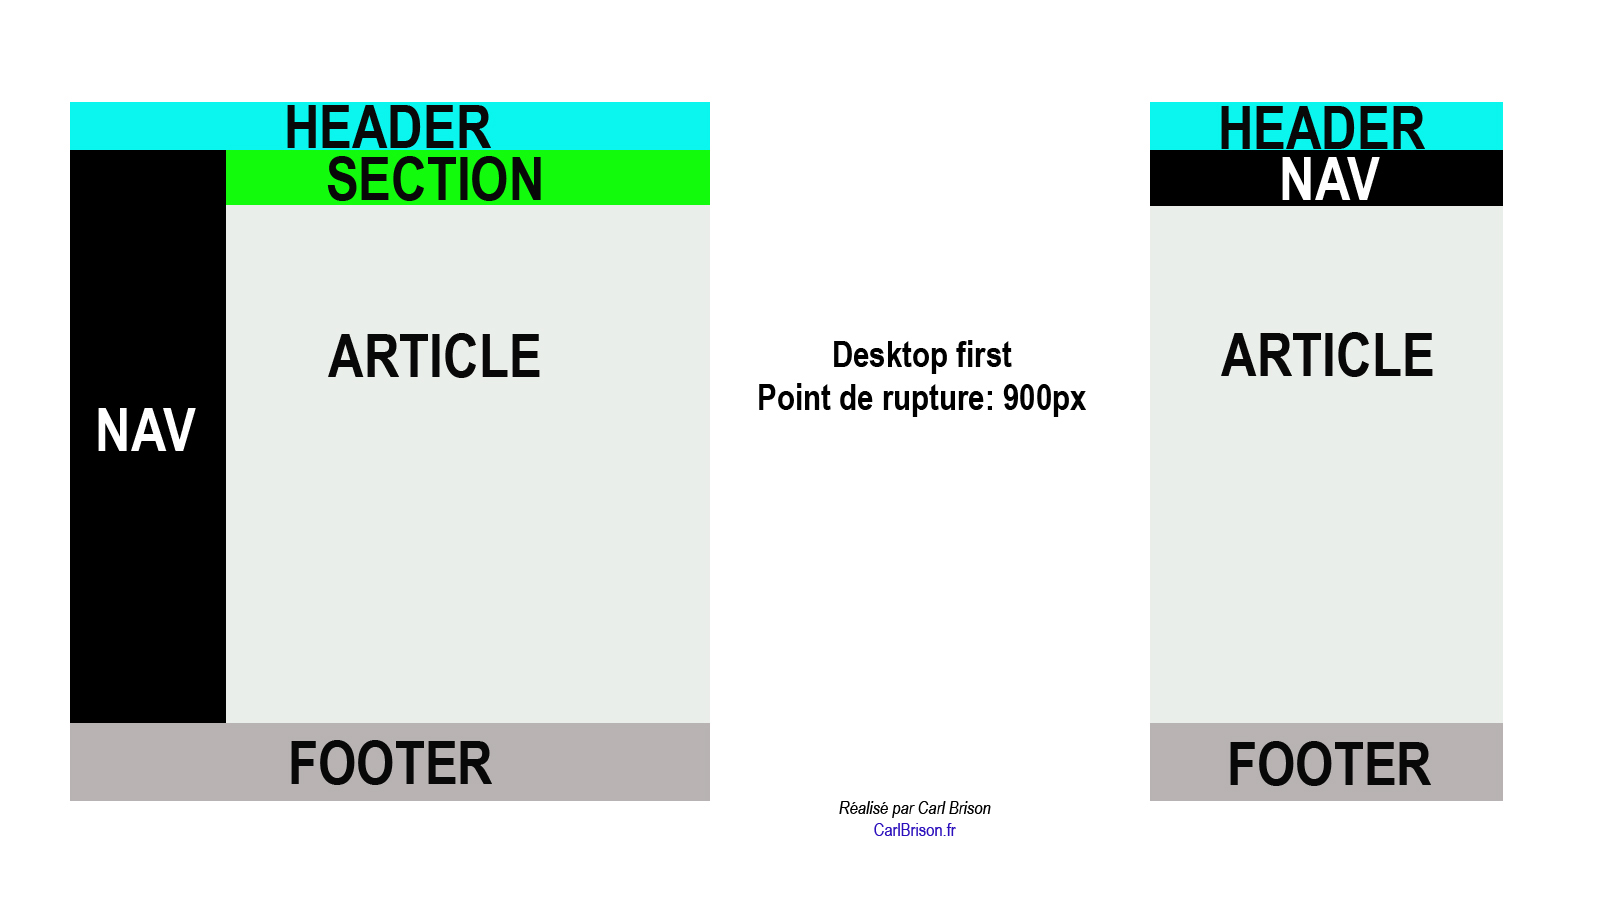 HEADER
SECTION
ARTICLE
NAV
FOOTER
Desktop first
Point de rupture: 900px
Réalisé par Carl Brison
CarlBrison.fr
HEADER
NAV
ARTICLE
FOOTER